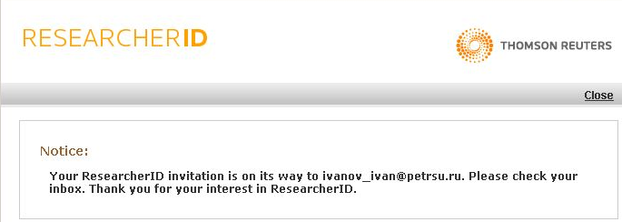 RESEARCHERID
THOMSON REUTERS
Close
Notice:
Your ResearcherID invitation is on its way to ivanov_ivan@petrsu.ru. Please check your
inbox. Thank you for your interest in ResearcherID.